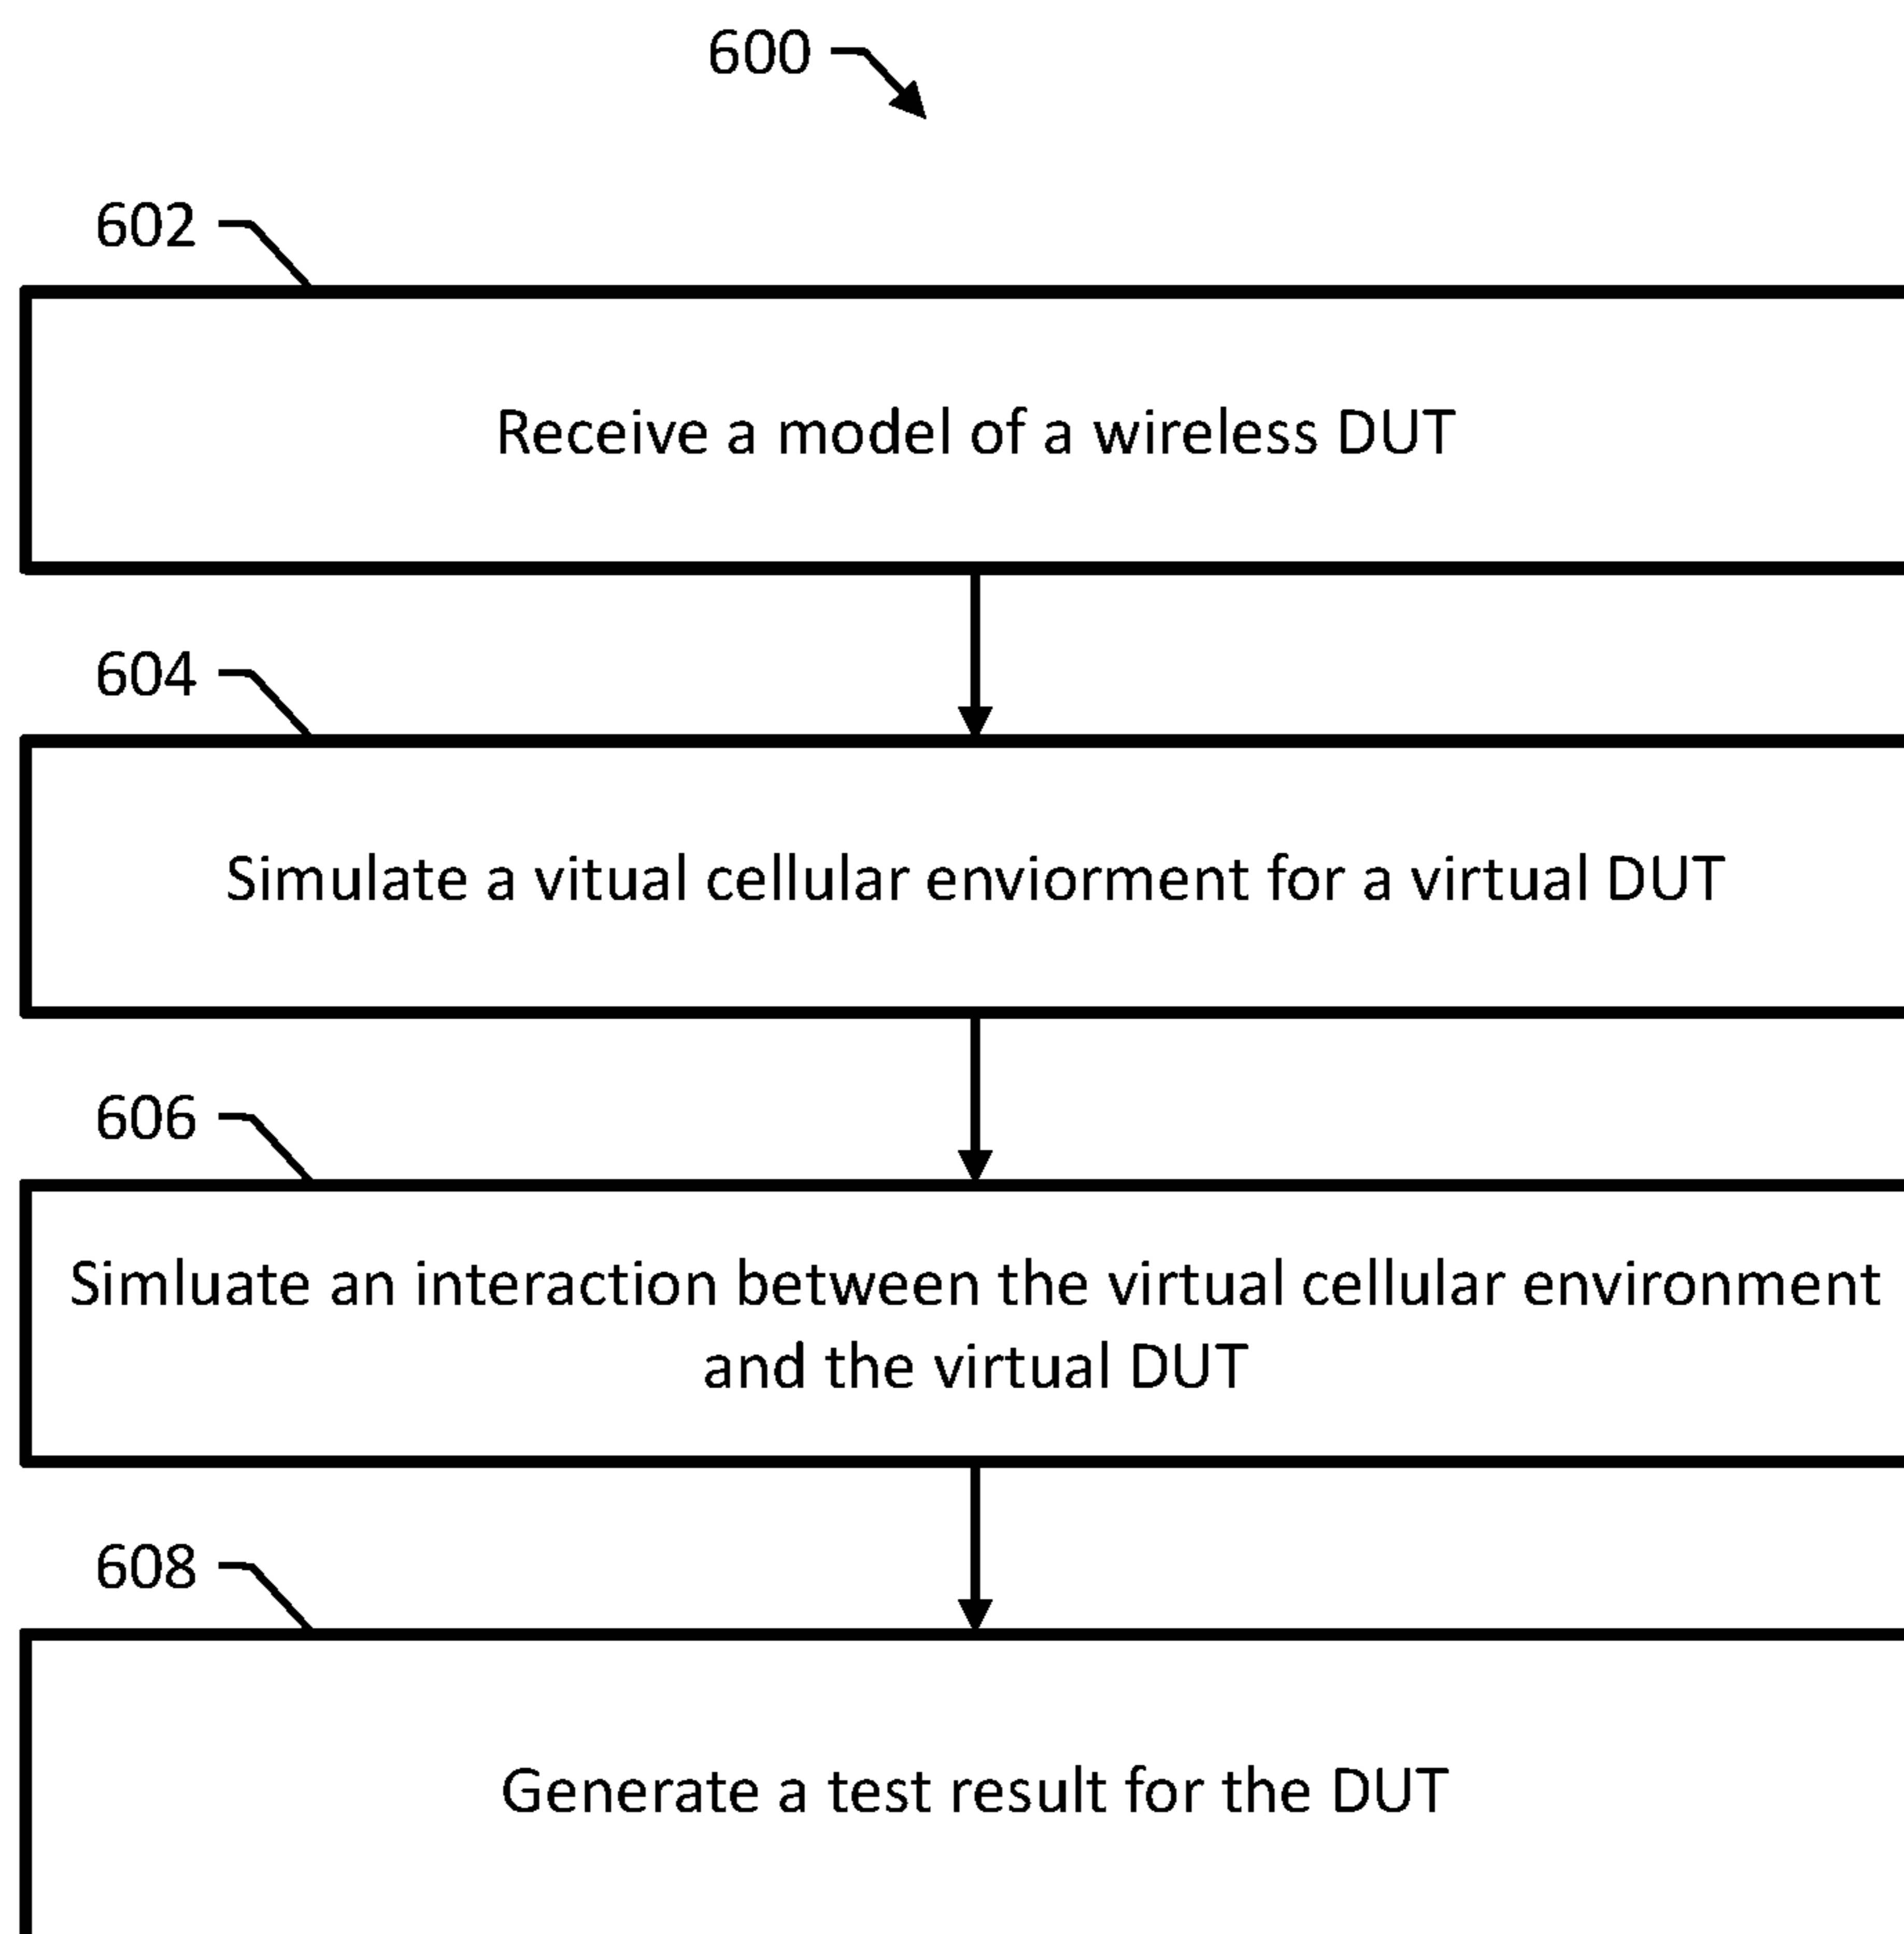 600
602
Receive a model of a wireless DUT
604
Simulate a vitual cellular enviorment for a virtual DUT
606
Simluate an interaction between the virtual cellular environment
and the virtual DUT
608
Generate a test result for the DUT